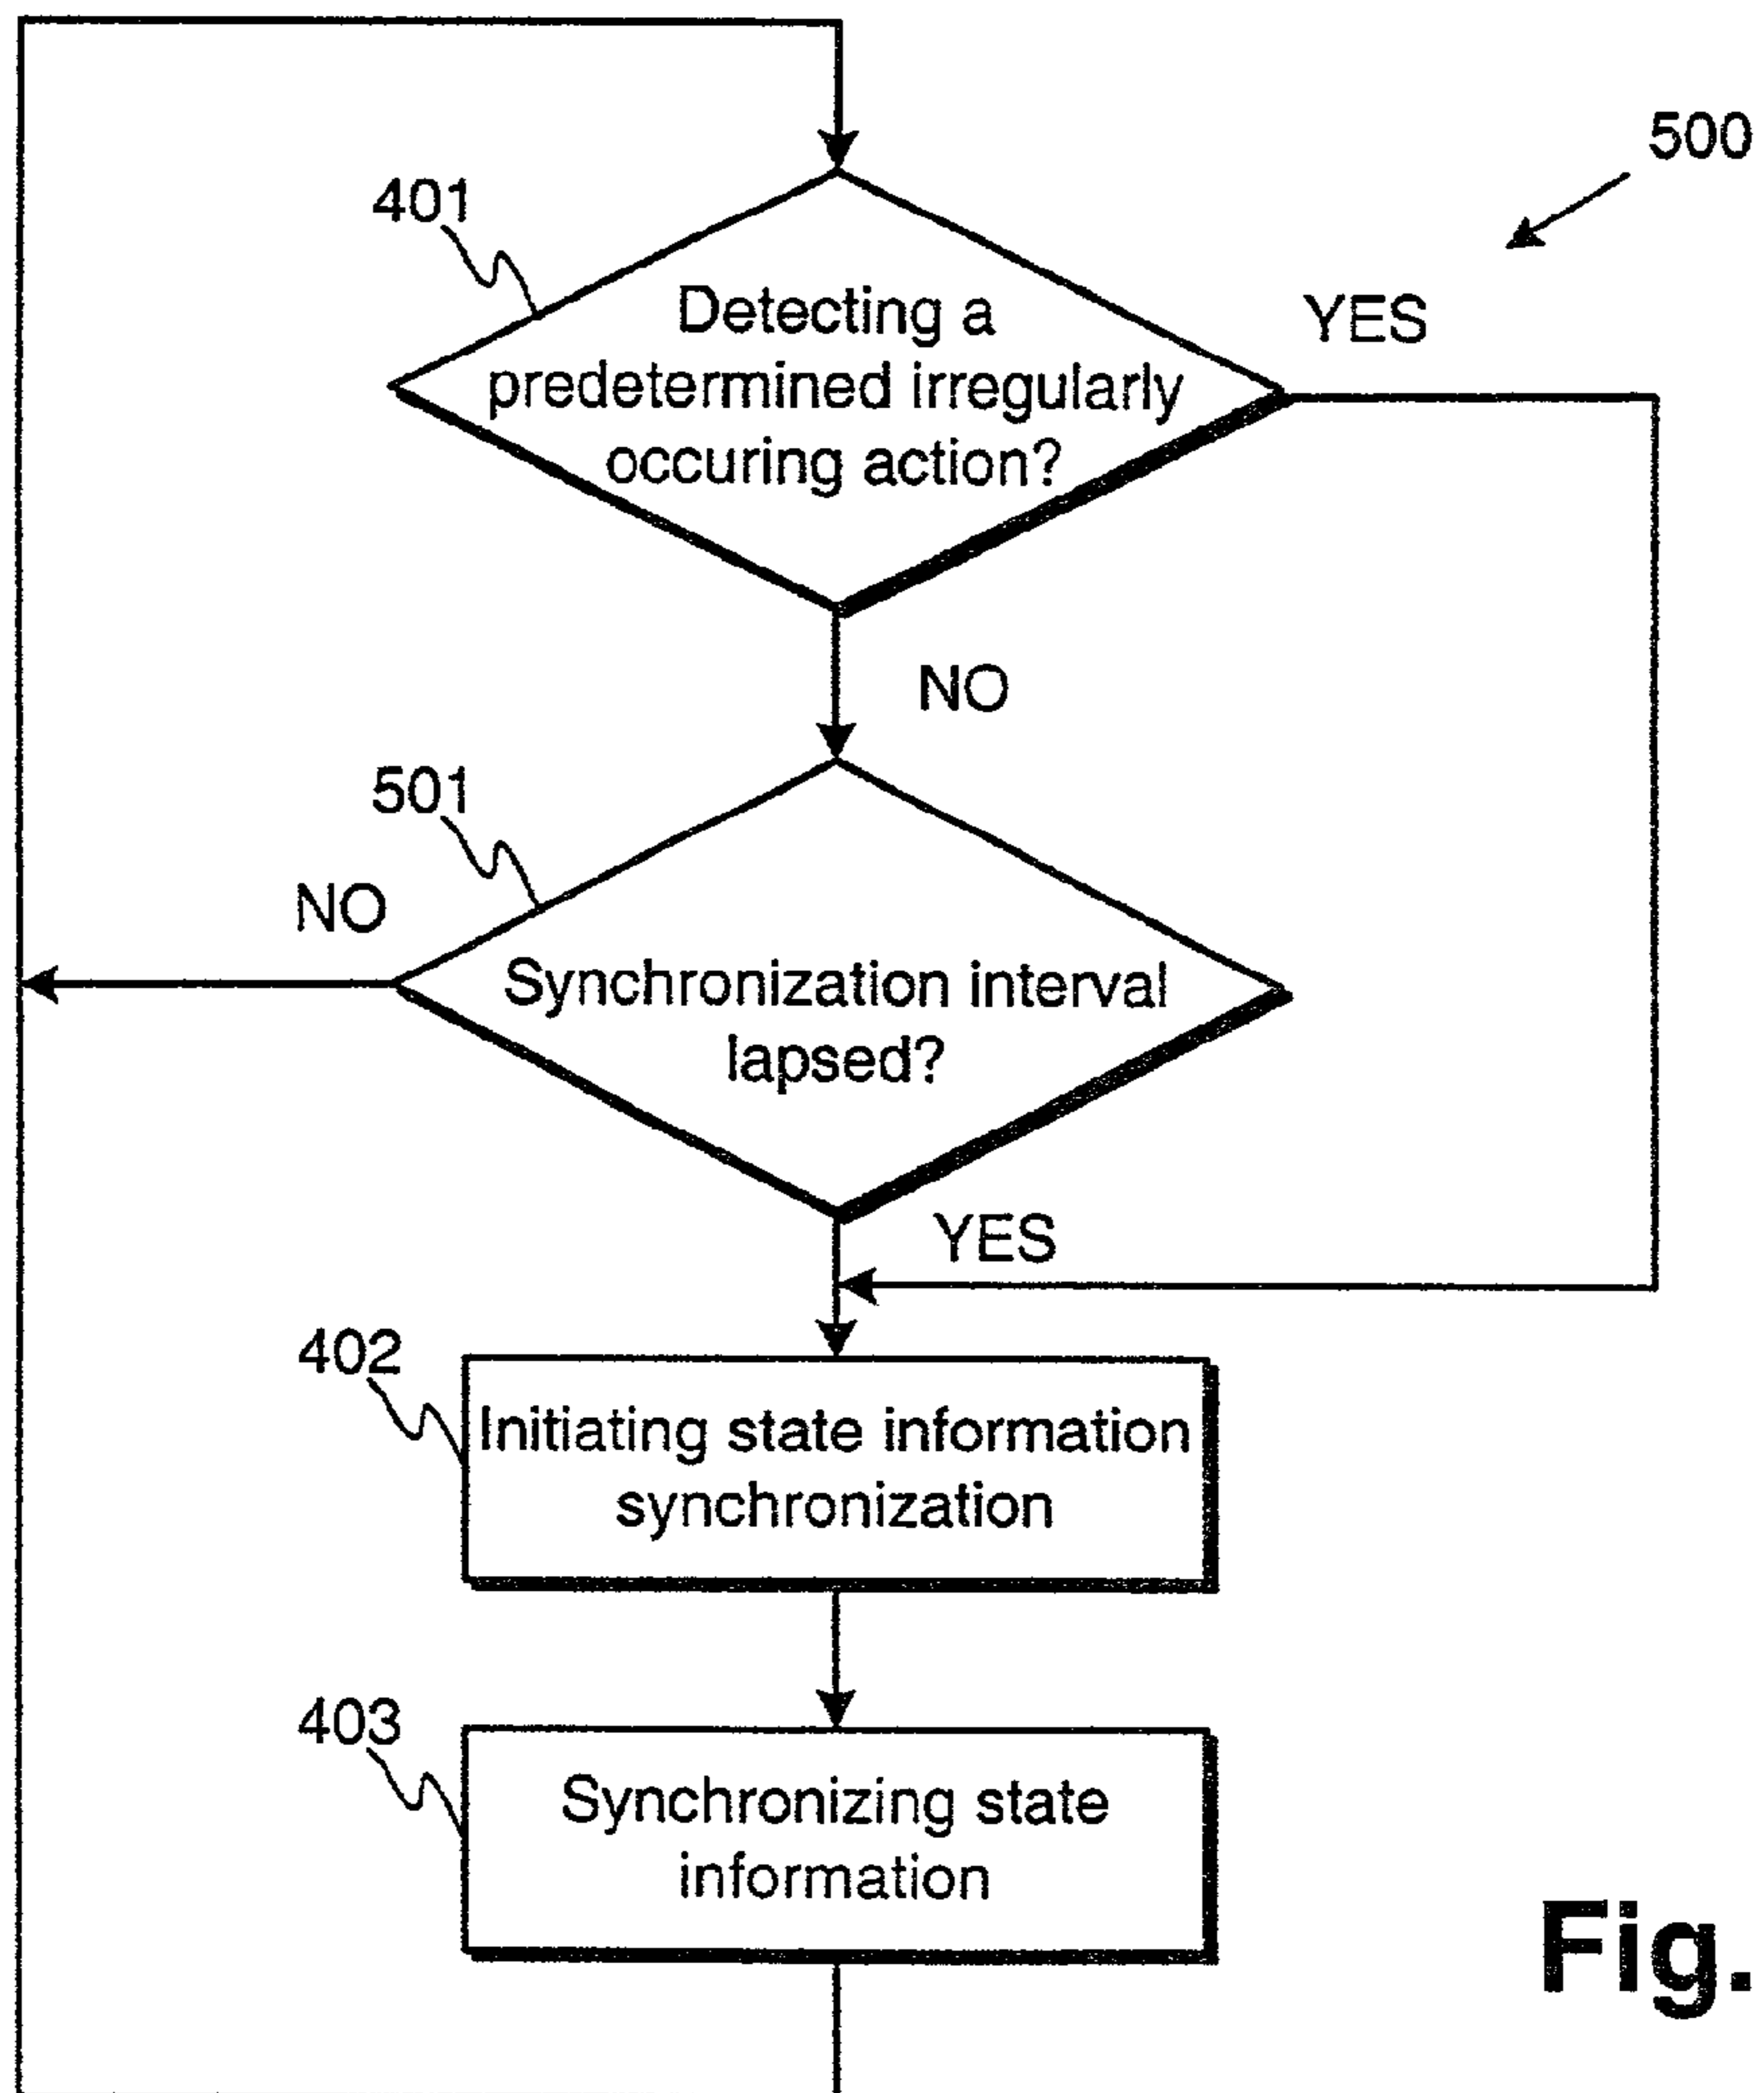 500
401
Detecting a
predetermined irregularly
occuring action?
YES
NO
501
NO
Synchronization interval
lapsed?
YES
402
Initiating state information
synchronization
403
Synchronizing state
information
Fig.